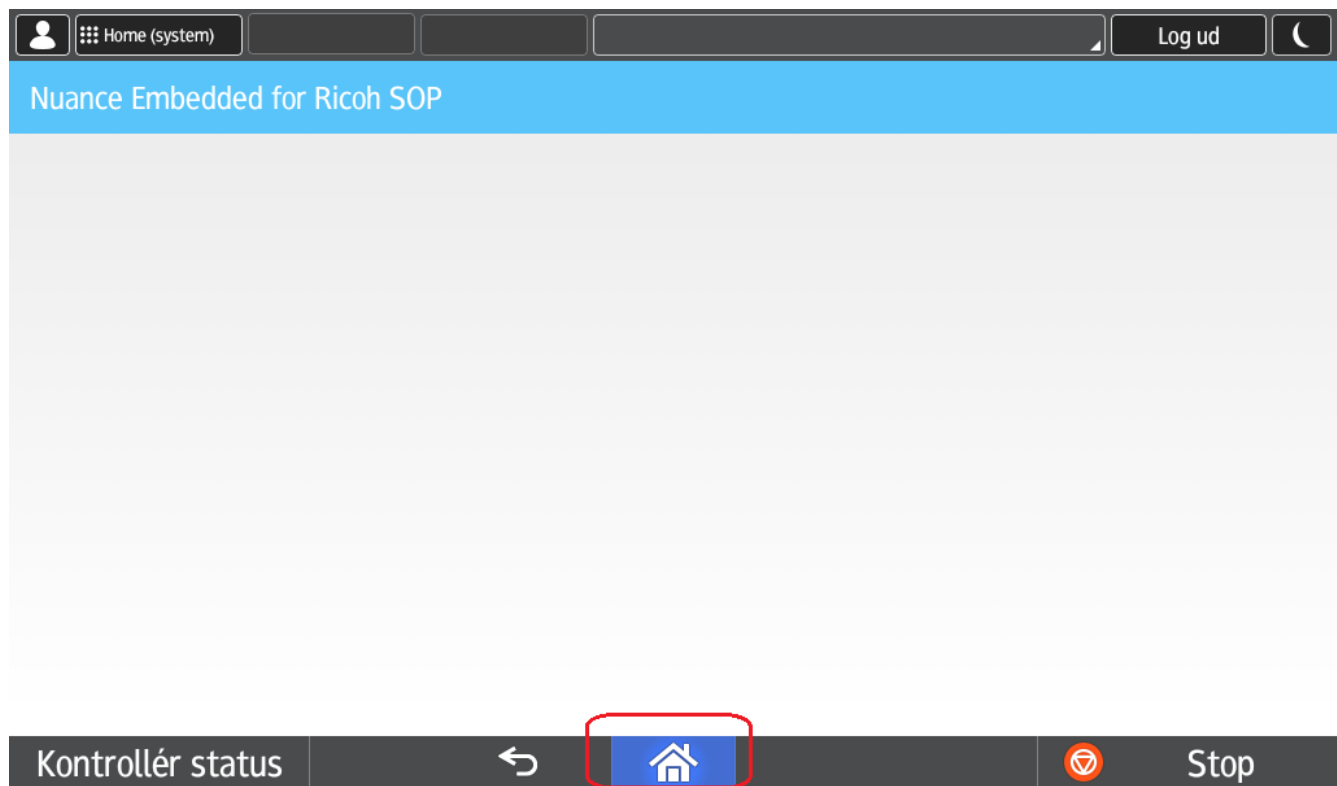 Home (system)
Log ud
Nuance Embedded for Ricoh SOP
Kontrollér status
Stop